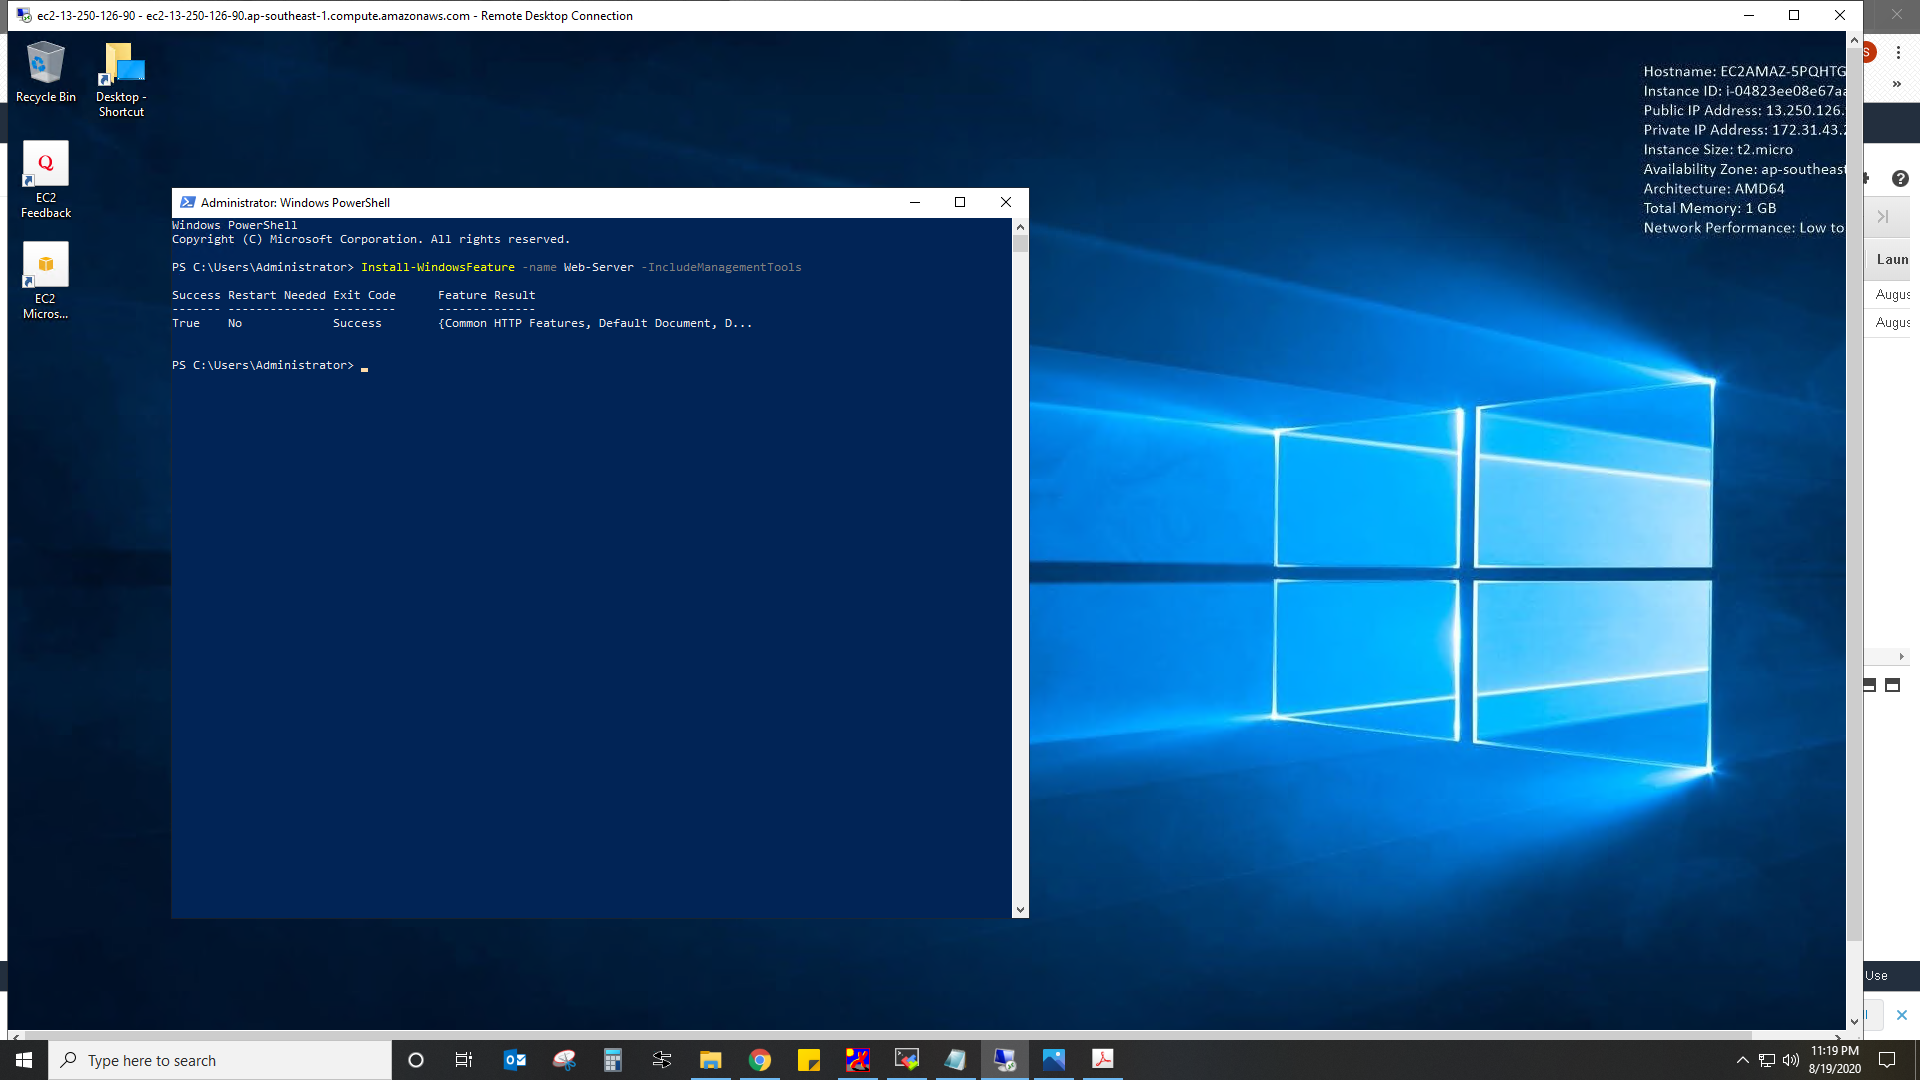 ec2-13-250-126-90 - ec2-13-250-126-90.ap-southeast-1.compute.amazonaws.com - Remote Desktop Connection
S
Recycle Bin
Desktop -
Shortcut
EC2
Feedback
EC2
Micros...
Hostname: EC2AMAZ-5PQHTG
Instance ID: i-04823ee08e67a
Public IP Address: 13.250.126.
Private IP Address: 172.31.43.
Instance Size: t2.micro
Availability Zone: ap-southeast
Architecture: AMD64
Total Memory: 1 GB
Network Performance: Low to
Administrator: Windows PowerShell
Windows PowerShell
Copyright (C) Microsoft Corporation. All rights reserved.
PS C:\Users\Administrator> Install-WindowsFeature -name Web-Server -IncludeManagementTools
Success Restart Needed Exit Code      Feature Result
------- -------------- ---------      --------------
True    No             Success        {Common HTTP Features, Default Document, D...
PS C:\Users\Administrator>
Laun
Augus
Augus
Use
Type here to search
11:19 PM
8/19/2020